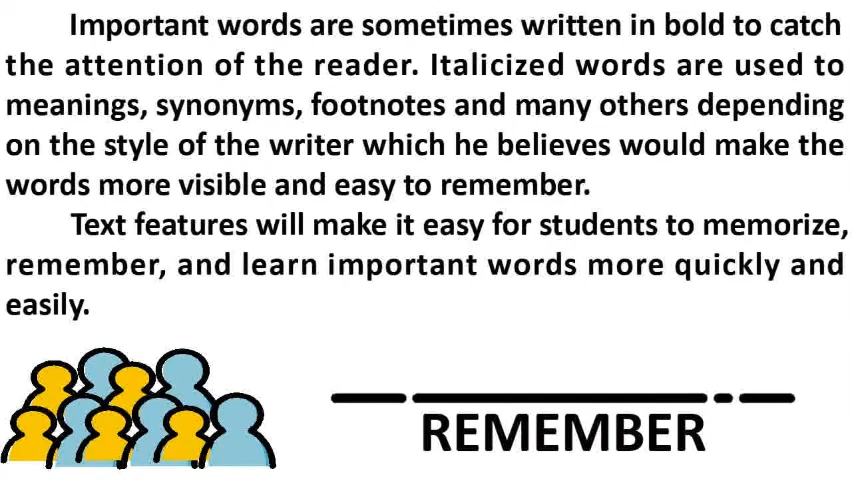 Important words are sometimes written in bold to catch
the attention of the reader. Italicized words are used to
meanings, synonyms, footnotes and many others depending
on the style of the writer which he believes would make the
words more visible and easy to remember.
Text features will make it easy for students to memorize,
remember, and learn important words more quickly and
easily.
REMEMBER